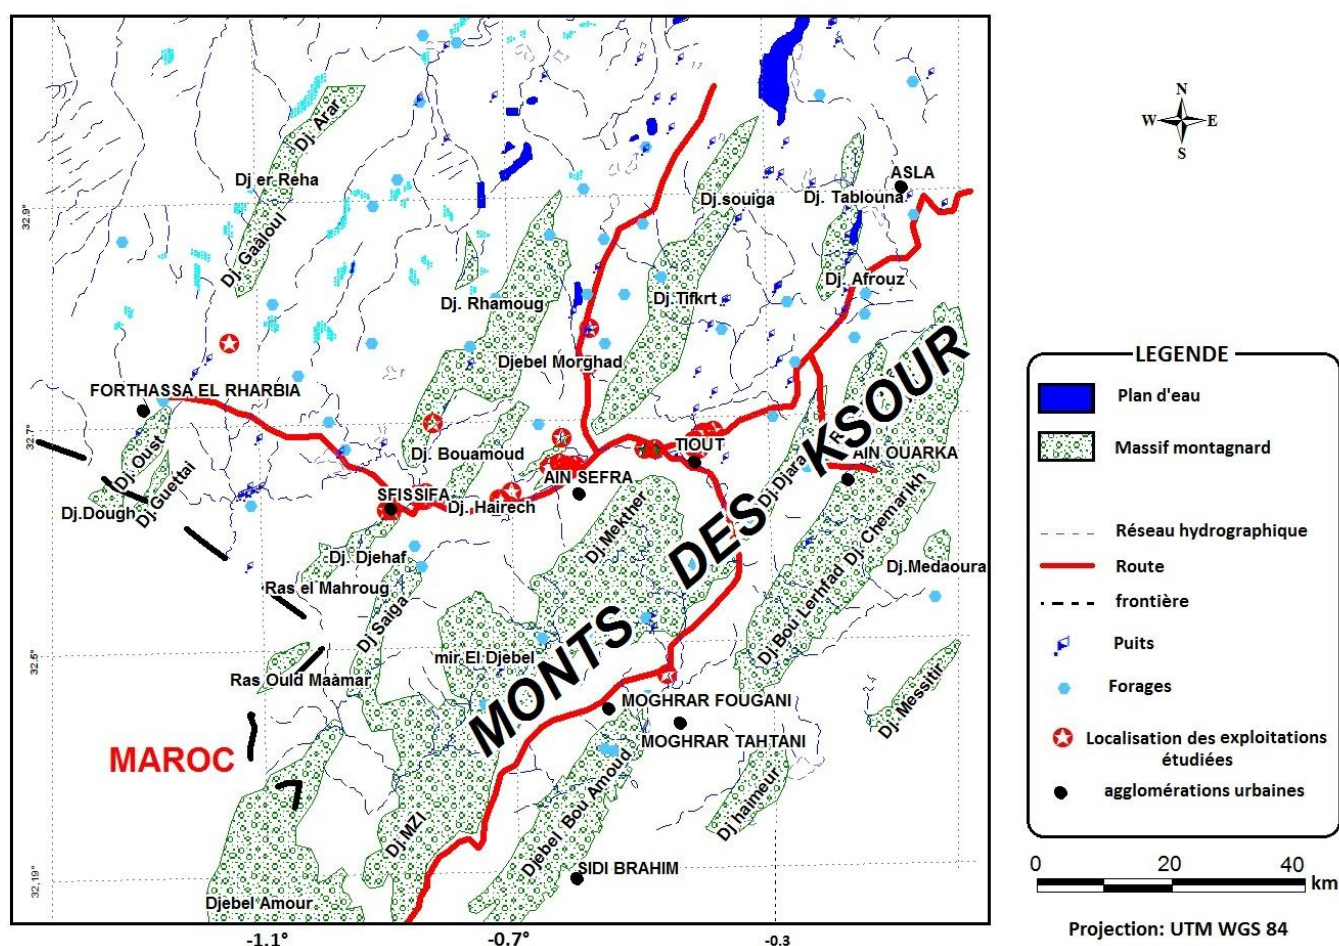 N
W E
S
Dj. Arar
Dj er Reha
Dj. Gaaloul
ASLA
Dj.souiga
Dj. Tablouna
32.9°
Dj. Afrouz
Dj. Rhamoug
Dj. Tifkrt
Djebel Morghad
FORTHASSA EL RHARBIA
32.7°
Dj. Oust
Dj.Guettai
Dj.Dough
Dj. Bouamoud
TIOUT
AIN SEFRA
AIN OUARKA
SFISSIFA
Dj. Hairech
Dj.Djara
Dj.Mekther
Dj. Chemarikh
Dj. Djehaf
Ras el Mahroug
Dj.Medaoura
Dj Saiga
Dj-Bou Lerhfad
MONTS DES KSOUR
32.5°
mir El Djebel
Ras Ould Maamar
Dj. Messitir
MOGHRAR FOUGANI
MOGHRAR TAHTANI
MAROC
Dj.MZI
Djebel Bou Amoud
Dj haimeur
SIDI BRAHIM
32.19°
Djebel Amour
-1.1°
-0.7°
-0.3
LEGENDE
Plan d'eau
Massif montagnard
Réseau hydrographique
Route
frontière
Puits
Forages
Localisation des exploitations
étudiées
agglomérations urbaines
0 20 40
km
Projection: UTM WGS 84